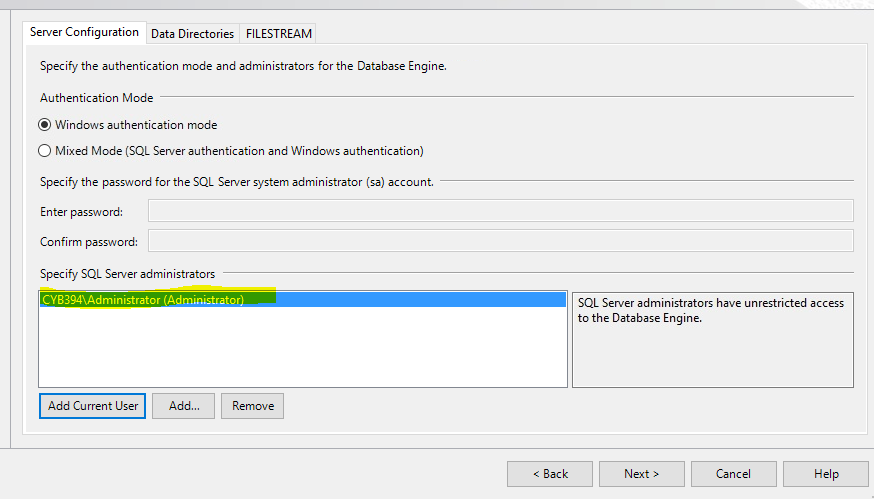 Server Configuration Data Directories FILESTREAM
Specify the authentication mode and administrators for the Database Engine.
Authentication Mode
Windows authentication mode
Mixed Mode (SQL Server authentication and Windows authentication)
Specify the password for the SQL Server system administrator (sa) account.
Enter password:
Confirm password:
Specify SQL Server administrators
CYB394\Administrator (Administrator)
SQL Server administrators have unrestricted access
to the Database Engine.
Add Current User Add... Remove
< Back Next > Cancel Help